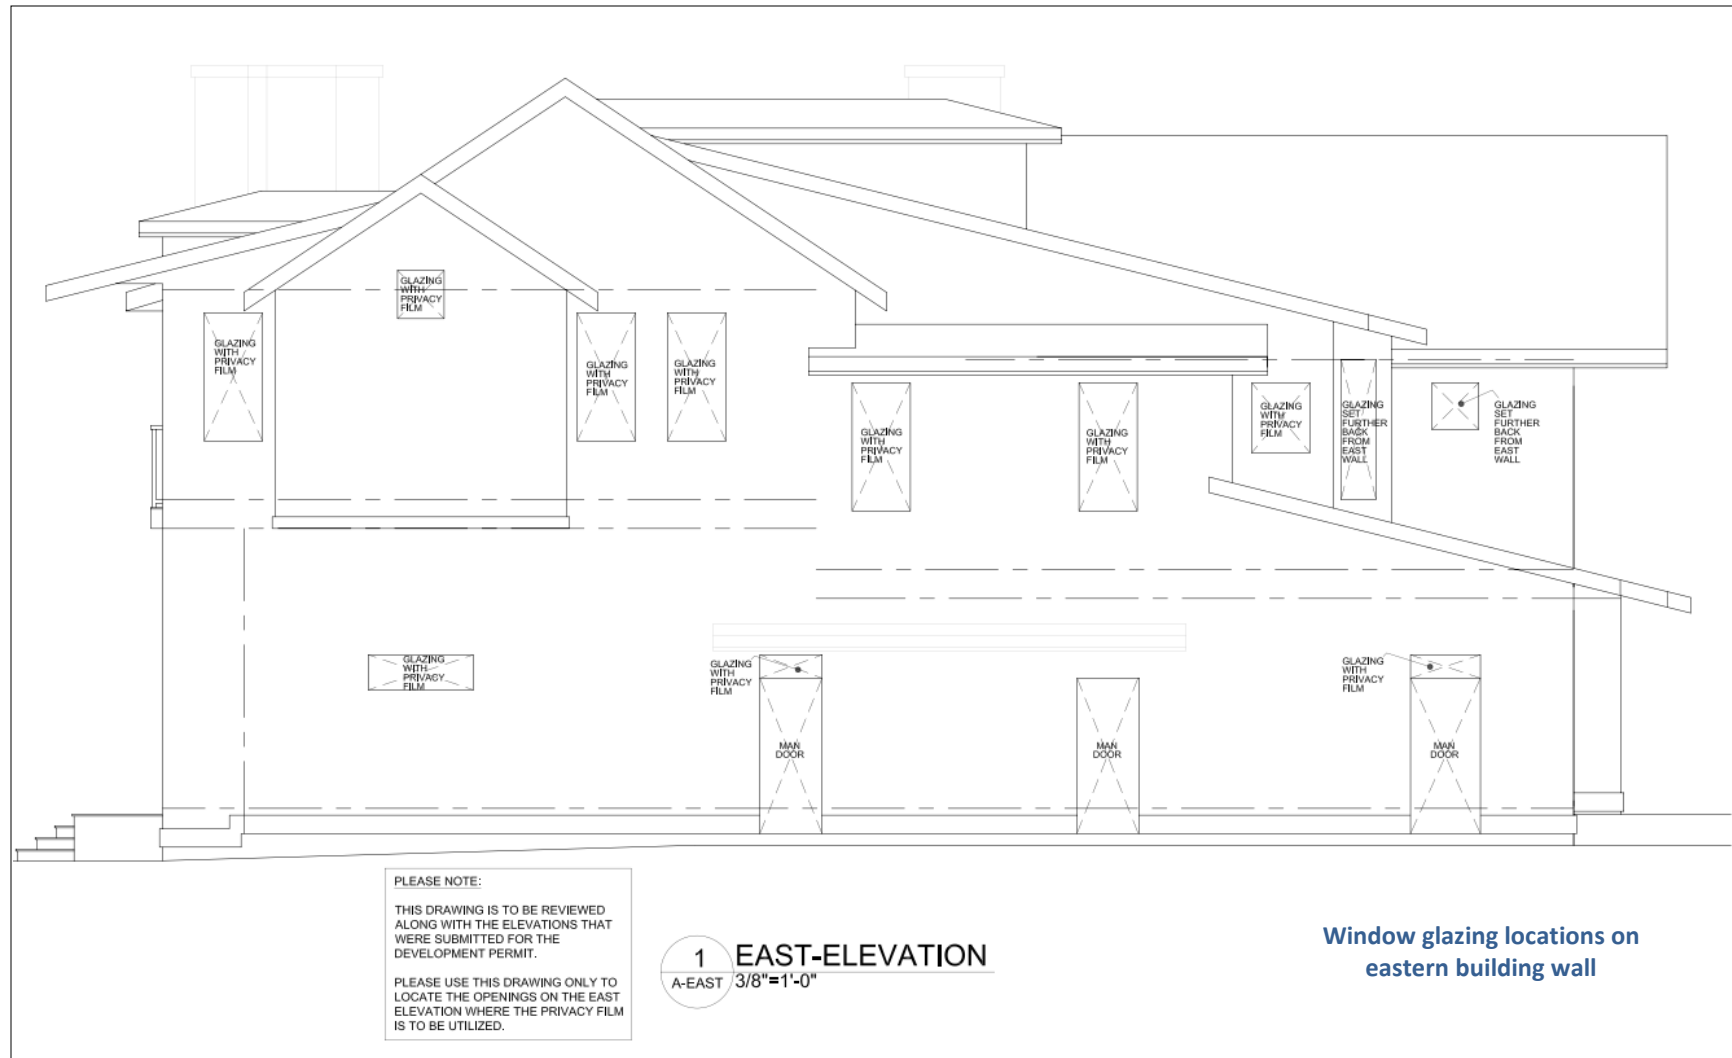 GLAZING
WITH
PRIVACY
FILM
GLAZING
WITH
PRIVACY
FILM
GLAZING
WITH
PRIVACY
FILM
GLAZING
WITH
PRIVACY
FILM
GLAZING
WITH
PRIVACY
FILM
GLAZING
WITH
PRIVACY
FILM
GLAZING
WITH
PRIVACY
FILM
GLAZING
SET
FURTHER
BACK
FROM
EAST
WALL
GLAZING
SET
FURTHER
BACK
FROM
EAST
WALL
GLAZING
WITH
PRIVACY
FILM
GLAZING
WITH
PRIVACY
FILM
GLAZING
WITH
PRIVACY
FILM
MAN
DOOR
MAN
DOOR
MAN
DOOR
PLEASE NOTE:
THIS DRAWING IS TO BE REVIEWED
ALONG WITH THE ELEVATIONS THAT
WERE SUBMITTED FOR THE
DEVELOPMENT PERMIT.
PLEASE USE THIS DRAWING ONLY TO
LOCATE THE OPENINGS ON THE EAST
ELEVATION WHERE THE PRIVACY FILM
IS TO BE UTILIZED.
1
A-EAST
EAST-ELEVATION
3/8"=1'-0"
Window glazing locations on
eastern building wall